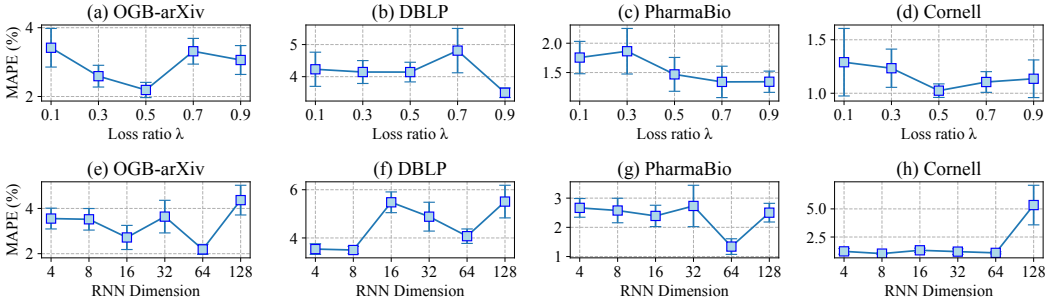 (a) OGB-arXiv
(b) DBLP
(c) PharmaBio
(d) Cornell
MAPE (%)
4
2
5
4
2.0
1.5
1.5
1.0
0.1 0.3 0.5 0.7 0.9
0.1 0.3 0.5 0.7 0.9
0.1 0.3 0.5 0.7 0.9
0.1 0.3 0.5 0.7 0.9
Loss ratio λ
Loss ratio λ
Loss ratio λ
Loss ratio λ
(e) OGB-arXiv
(f) DBLP
(g) PharmaBio
(h) Cornell
MAPE (%)
4
2
6
4
3
2
1
5.0
2.5
4 8 16 32 64 128
4 8 16 32 64 128
4 8 16 32 64 128
4 8 16 32 64 128
RNN Dimension
RNN Dimension
RNN Dimension
RNN Dimension